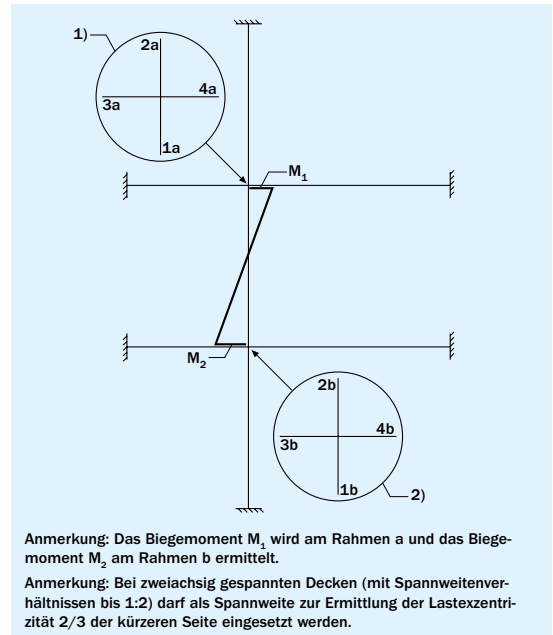 1)
2a
4a
3a
1a
M1
M2
2b
4b
3b
1b
2)
Anmerkung: Das Biegemoment M1 wird am Rahmen a und das Biege-
moment M2 am Rahmen b ermittelt.
Anmerkung: Bei zweiachsig gespannten Decken (mit Spannweitenver-
hältnissen bis 1:2) darf als Spannweite zur Ermittlung der Lastexzentri-
zität 2/3 der kürzeren Seite eingesetzt werden.